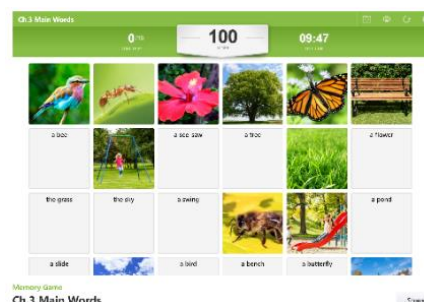 Ch 3 Main Words
0/15
100
09:47
a bee
a see saw
a tree
a flower
the grass
the sky
a swing
a pond
a slide
a bird
a bench
a butterfly
Memory Game
Ch 3 Main Words